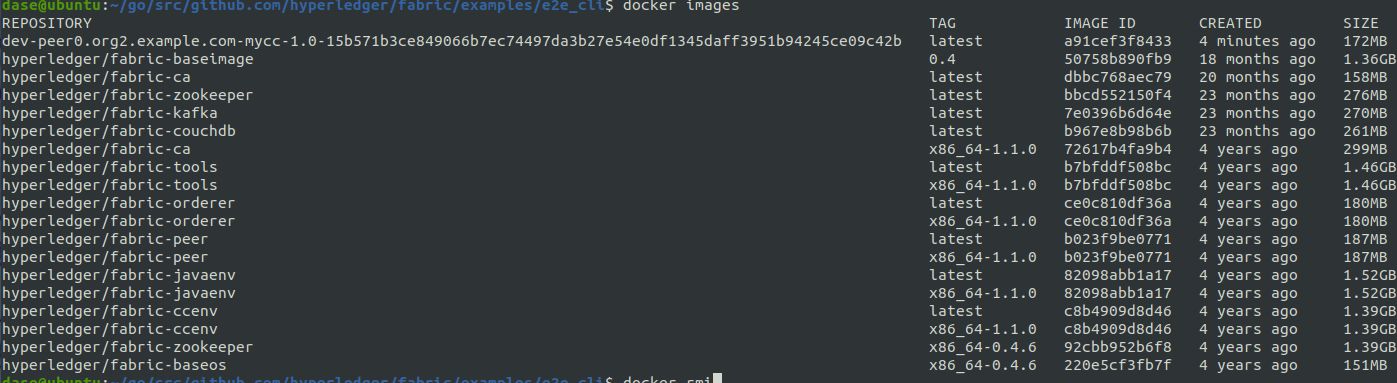 dase@ubuntu:~/go/src/github.com/hyperledger/fabric/examples/e2e_cli$ docker images
REPOSITORY TAG IMAGE ID CREATED SIZE
dev-peer0.org2.example.com-mycc-1.0-15b571b3ce849066b7ec74497da3b27e54e0df1345daff3951b94245ce09c42b latest a91cef3f8433 4 minutes ago 172MB
hyperledger/fabric-baseimage 0.4 50758b890fb9 18 months ago 1.36GB
hyperledger/fabric-ca latest dbbc768aec79 20 months ago 158MB
hyperledger/fabric-zookeeper latest bbcd552150f4 23 months ago 276MB
hyperledger/fabric-kafka latest 7e0396b6d64e 23 months ago 270MB
hyperledger/fabric-couchdb latest b967e8b98b6b 23 months ago 261MB
hyperledger/fabric-ca x86_64-1.1.0 72617b4fa9b4 4 years ago 299MB
hyperledger/fabric-tools latest b7bfddf508bc 4 years ago 1.46GB
hyperledger/fabric-tools x86_64-1.1.0 b7bfddf508bc 4 years ago 1.46GB
hyperledger/fabric-orderer latest ce0c810df36a 4 years ago 180MB
hyperledger/fabric-orderer x86_64-1.1.0 ce0c810df36a 4 years ago 180MB
hyperledger/fabric-peer latest b023f9be0771 4 years ago 187MB
hyperledger/fabric-peer x86_64-1.1.0 b023f9be0771 4 years ago 187MB
hyperledger/fabric-javaenv latest 82098abb1a17 4 years ago 1.52GB
hyperledger/fabric-javaenv x86_64-1.1.0 82098abb1a17 4 years ago 1.52GB
hyperledger/fabric-ccenv latest c8b4909d8d46 4 years ago 1.39GB
hyperledger/fabric-ccenv x86_64-1.1.0 c8b4909d8d46 4 years ago 1.39GB
hyperledger/fabric-zookeeper x86_64-0.4.6 92cbb952b6f8 4 years ago 1.39GB
hyperledger/fabric-baseos x86_64-0.4.6 220e5cf3fb7f 4 years ago 151MB
dase@ubuntu:~/go/src/github.com/hyperledger/fabric/examples/e2e_cli$ docker rmi